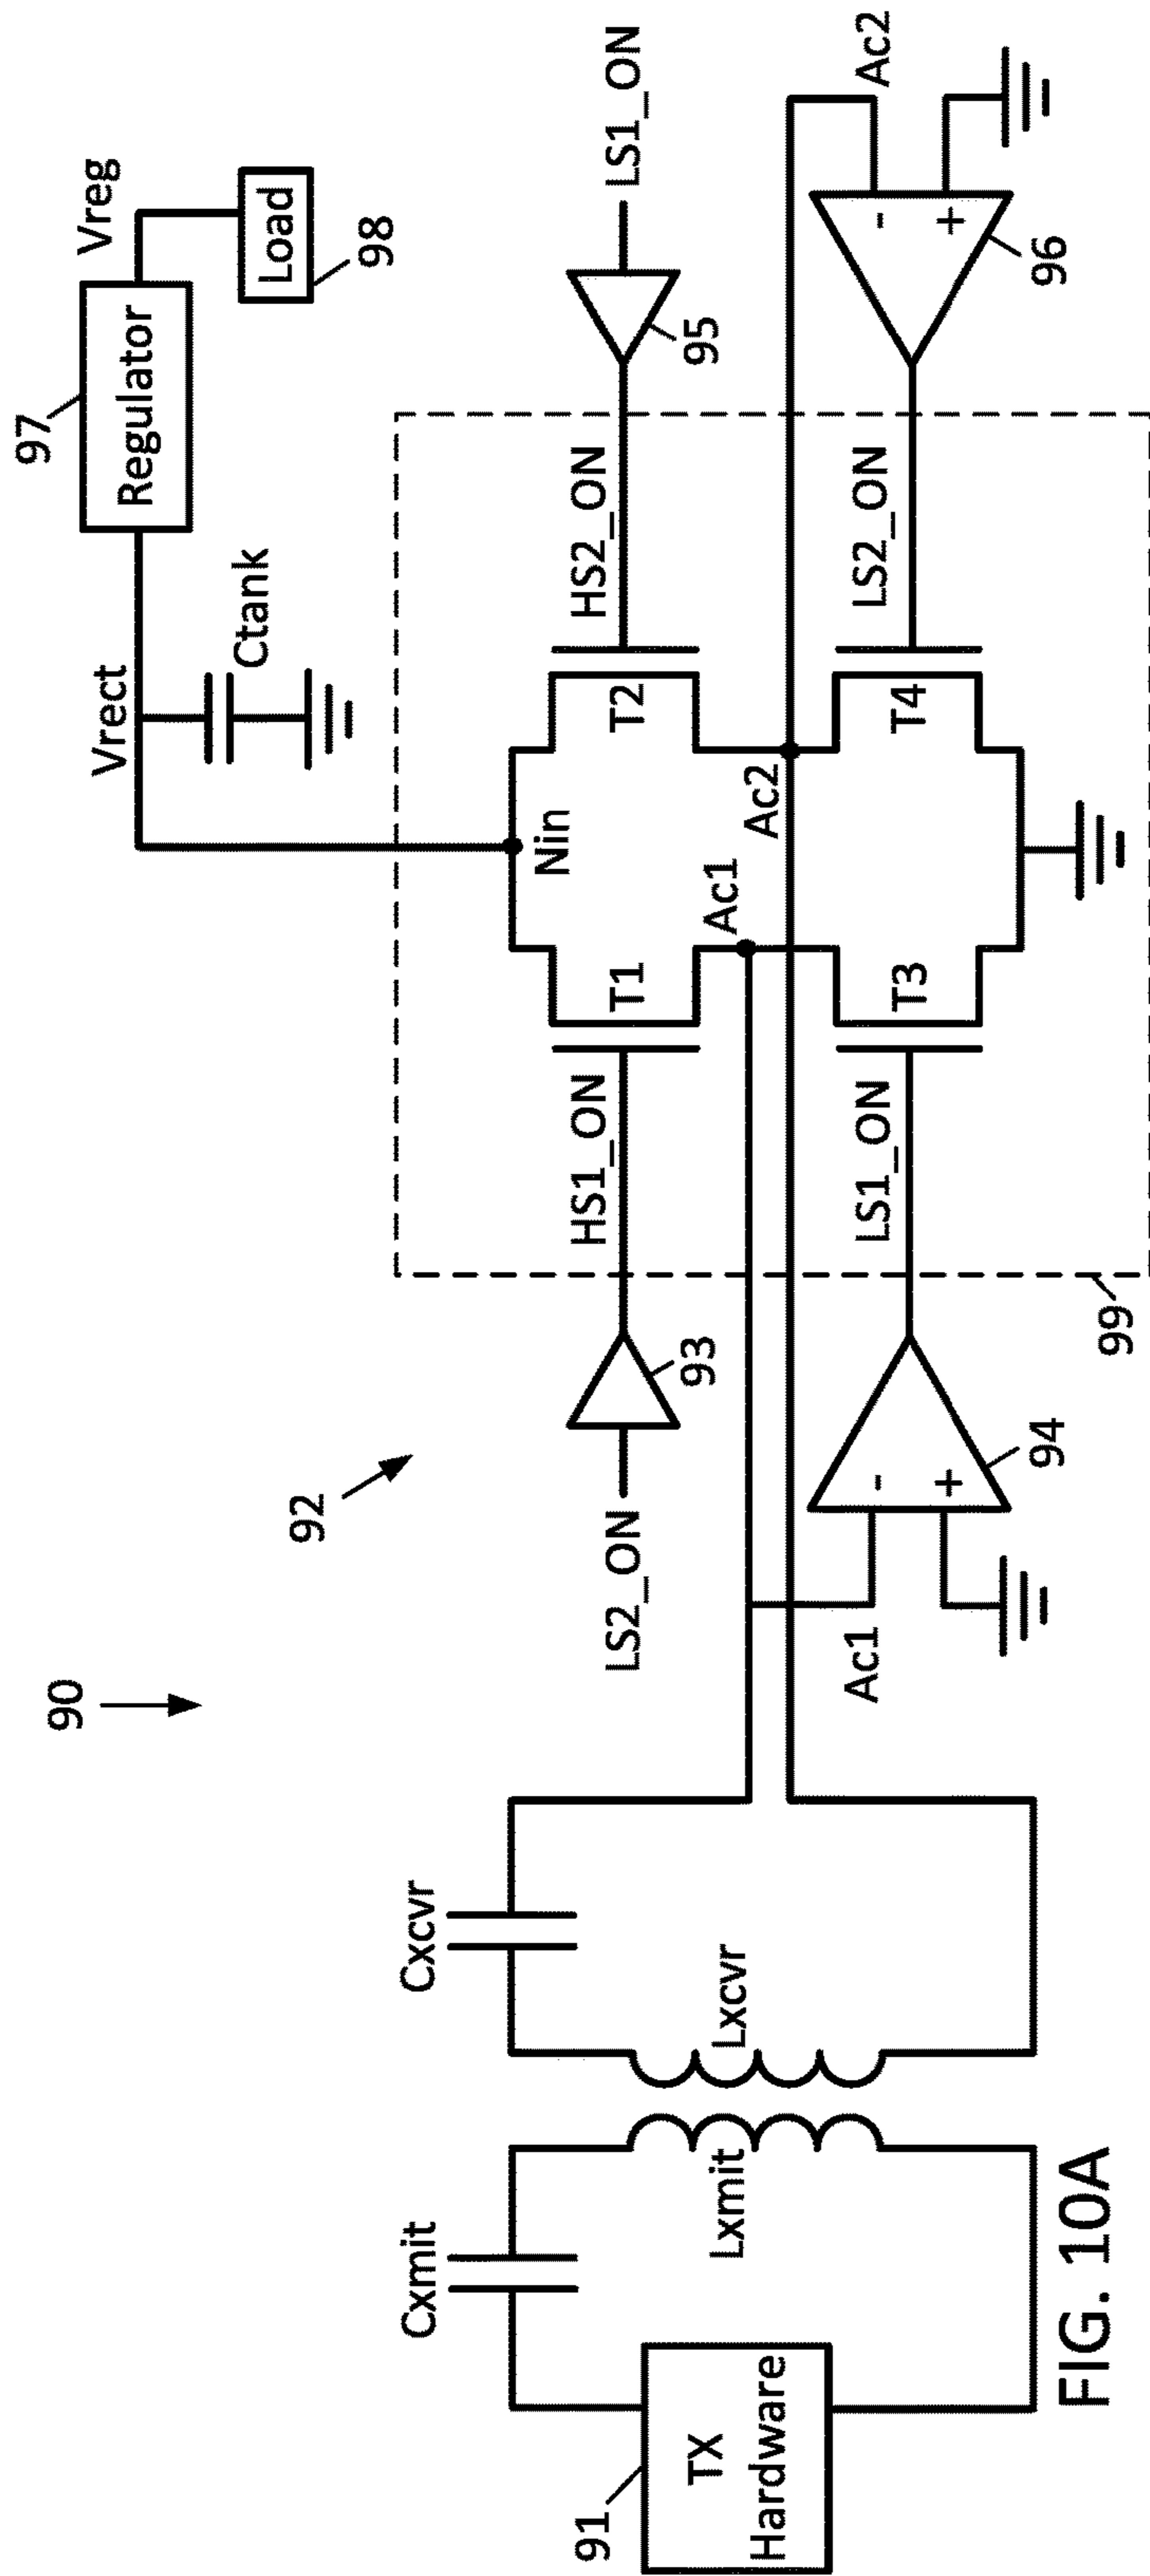 90
92
97
Regulator
Vreg
Load
98
Vrect
Ctank
Cxmit
Cxcvr
91
TX
Hardware
Lxmit
Lxcvr
LS2_ON
93
HS1_ON
T1
Nin
T2
HS2_ON
95
LS1_ON
Ac1
Ac2
Ac1
94
-
+
LS1_ON
T3
T4
LS2_ON
96
-
+
Ac2
99
FIG. 10A